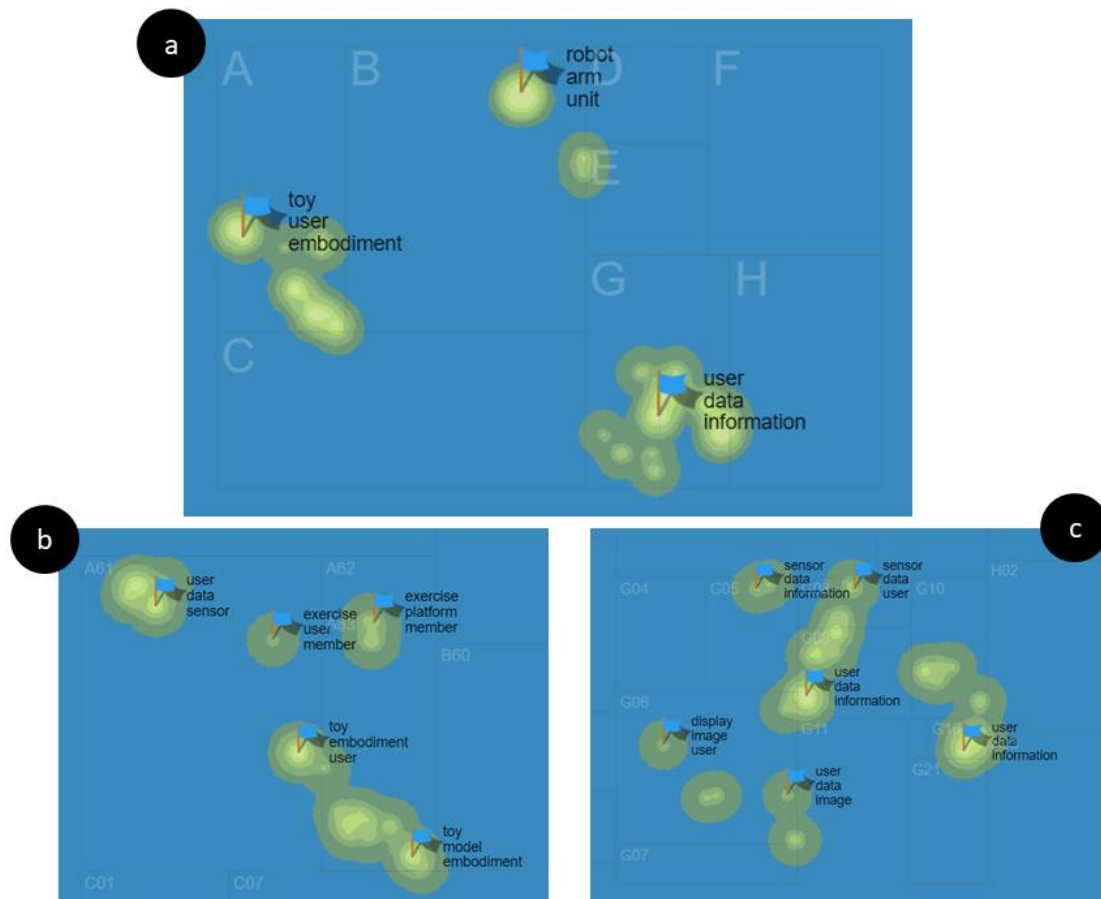 a
A
B
robot
arm
unit
D
F
E
toy
user
embodiment
G
H
C
user
data
information
b
A61
user
data
sensor
A62
exercise
user
member
exercise
platform
member
B60
toy
embodiment
user
toy
model
embodiment
C01
C07
c
G04
G05
sensor
data
information
sensor
data
user
G10
H02
G06
user
data
information
G11
display
image
user
user
data
information
G21
user
data
image
G07